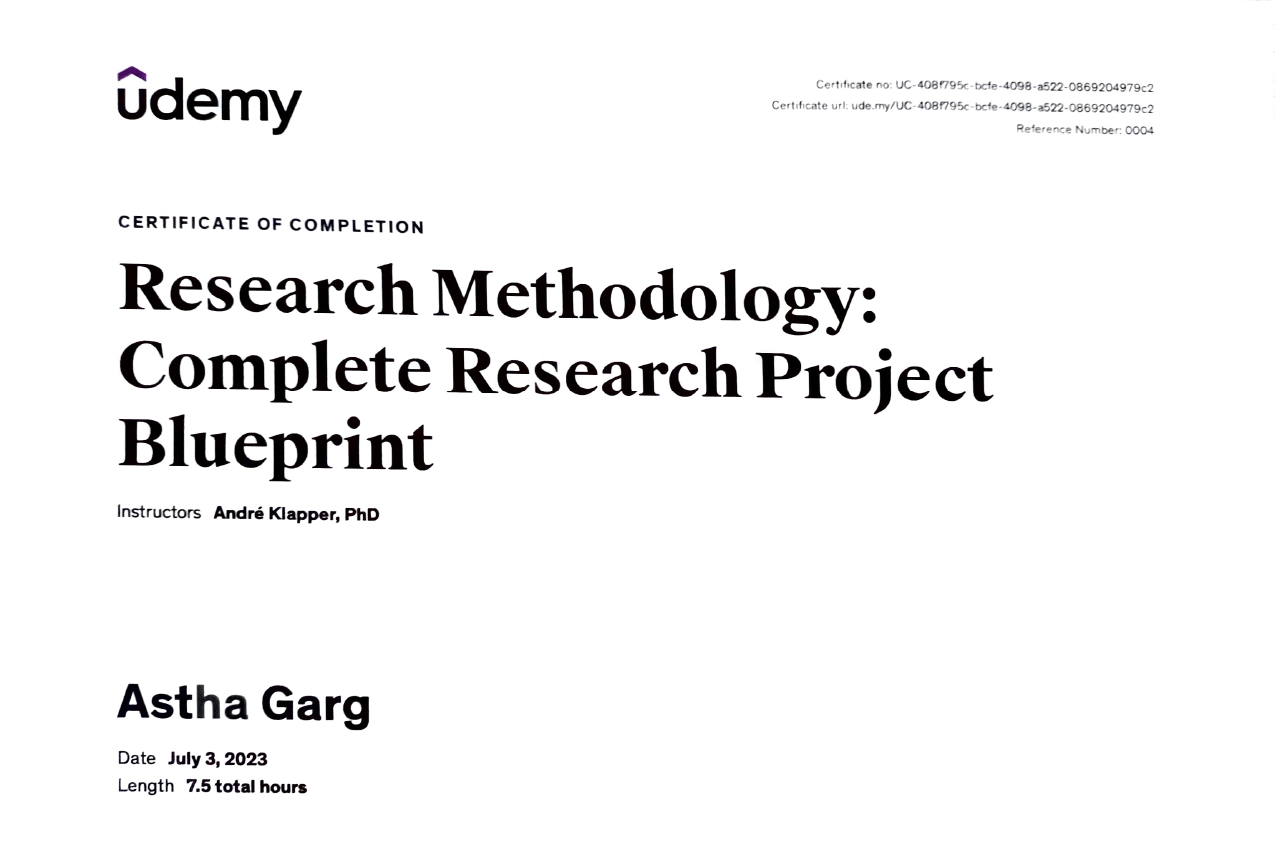 udemy
Certificate no: UC-408f795c-bcfe-4098-a522-0869204979c2
Certificate url: ude.my/UC-408f795c-bcfe-4098-a522-0869204979c2
Reference Number: 0004
CERTIFICATE OF COMPLETION
Research Methodology:
Complete Research Project
Blueprint
Instructors André Klapper, PhD
Astha Garg
Date July 3, 2023
Length 7.5 total hours